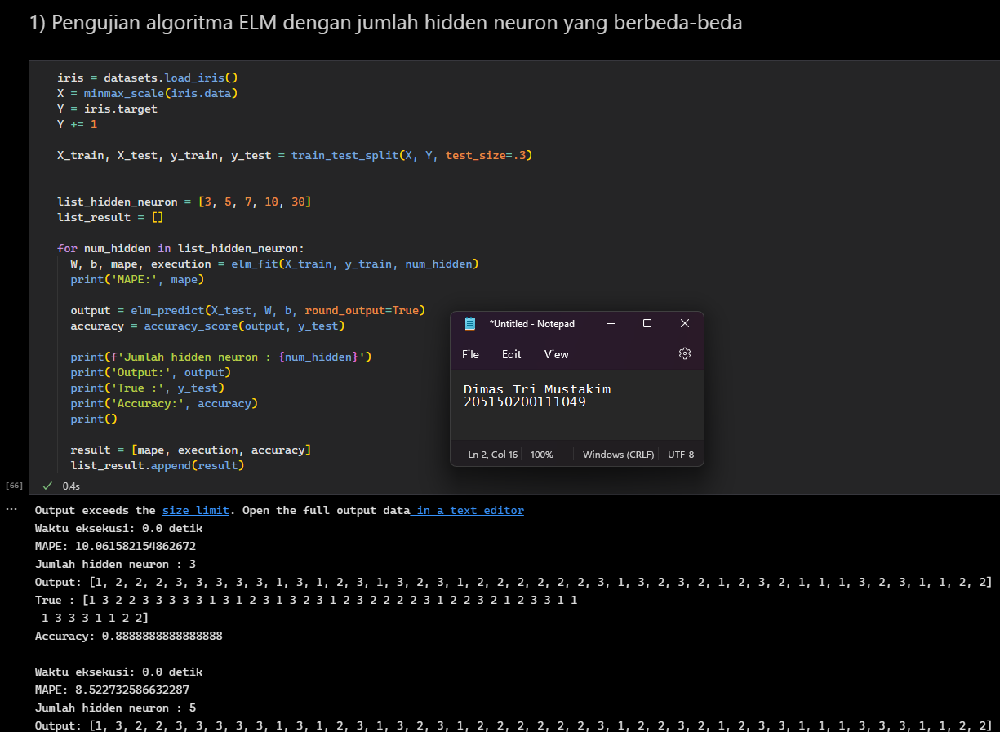 1) Pengujian algoritma ELM dengan jumlah hidden neuron yang berbeda-beda
iris = datasets.load_iris()
X = minmax_scale(iris.data)
Y = iris.target
Y += 1
X_train, X_test, y_train, y_test = train_test_split(X, Y, test_size=.3)
list_hidden_neuron = [3, 5, 7, 10, 30]
list_result = []
for num_hidden in list_hidden_neuron:
W, b, mape, execution = elm_fit(X_train, y_train, num_hidden)
print('MAPE:', mape)
output = elm_predict(X_test, W, b, round_output=True)
accuracy = accuracy_score(output, y_test)
print(f'Jumlah hidden neuron : {num_hidden}')
print('Output:', output)
print('True :', y_test)
print('Accuracy:', accuracy)
print()
result = [mape, execution, accuracy]
list_result.append(result)
[66]
0.4s
*Untitled - Notepad
File Edit View
Dimas Tri Mustakim
205150200111049
Ln 2, Col 16 100% Windows (CRLF) UTF-8
Output exceeds the size limit. Open the full output data in a text editor
Waktu eksekusi: 0.0 detik
MAPE: 10.061582154862672
Jumlah hidden neuron : 3
Output: [1, 2, 2, 2, 3, 3, 3, 3, 3, 1, 3, 1, 2, 3, 1, 3, 2, 3, 1, 2, 2, 2, 2, 2, 2, 3, 1, 3, 2, 3, 2, 1, 2, 3, 2, 1, 1, 1, 3, 2, 3, 1, 1, 2, 2]
True : [1 3 2 2 3 3 3 3 3 1 3 1 2 3 1 3 2 3 1 2 3 2 2 2 2 3 1 2 2 3 2 1 2 3 3 1 1
1 3 3 3 1 1 2 2]
Accuracy: 0.8888888888888888
Waktu eksekusi: 0.0 detik
MAPE: 8.522732586632287
Jumlah hidden neuron : 5
Output: [1, 3, 2, 2, 3, 3, 3, 3, 3, 1, 3, 1, 2, 3, 1, 3, 2, 3, 1, 2, 2, 2, 2, 2, 2, 3, 1, 2, 2, 3, 2, 1, 2, 3, 3, 1, 1, 1, 3, 3, 3, 1, 1, 2, 2]